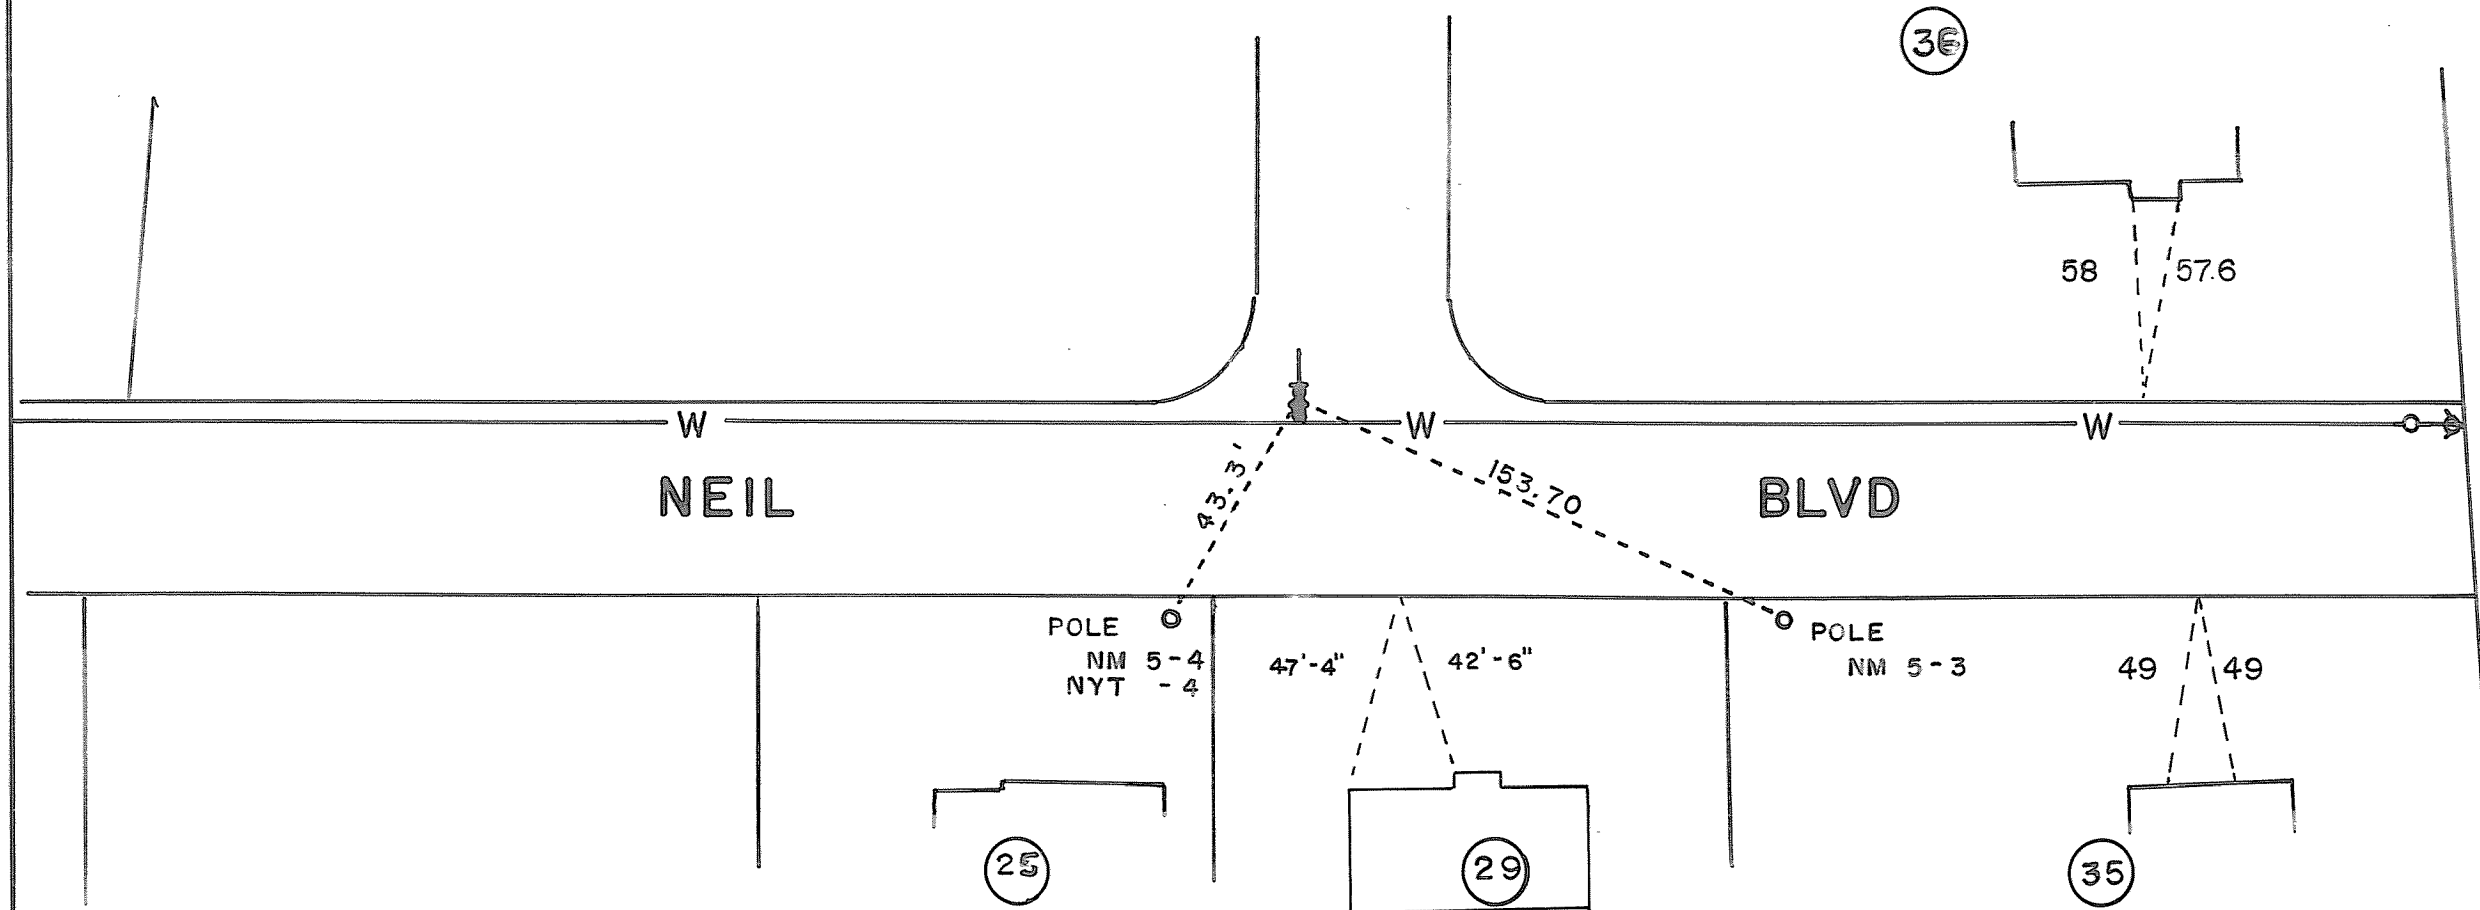 36
58 57.6
W W W
43.3'
153.70
NEIL BLVD
POLE
NM 5-4
NYT -4
47'-4" 42'-6"
POLE
NM 5-3
49 49
25
29
35